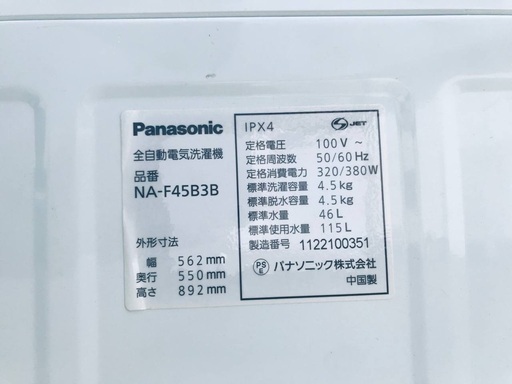 Panasonic
全自動電気洗濯機
品番
NA-F45B3B
外形寸法
幅 562mm
奥行 550mm
高さ 892mm
IPX4
S JET
定格電圧 100V ~
定格周波数 50/60Hz
定格消費電力 320/380W
標準洗濯容量 4.5kg
標準脱水容量 4.5kg
標準水量 46L
標準使用水量 115L
製造番号 1122100351
PS E パナソニック株式会社
中国製